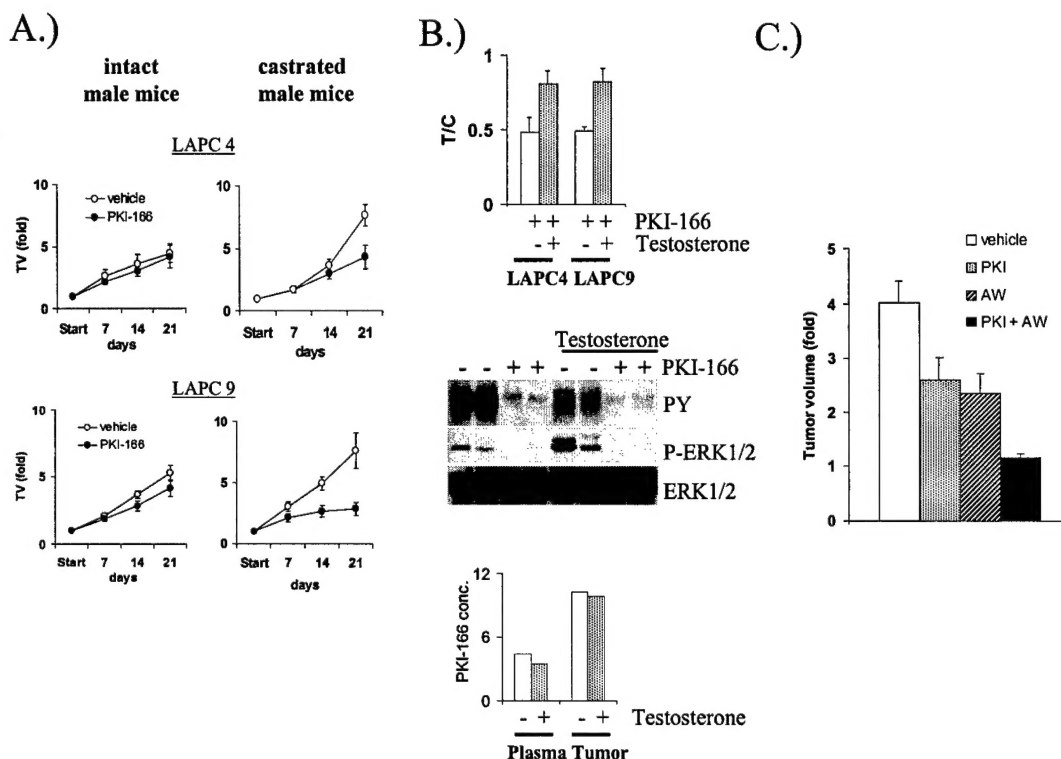 A.)
intact
male mice
castrated
male mice
LAPC 4
10
5
0
TV (fold)
vehicle
PKI-166
Start 7 14 21
days
10
5
0
Start 7 14 21
days
LAPC 9
10
5
0
TV (fold)
vehicle
PKI-166
Start 7 14 21
days
10
5
0
Start 7 14 21
days
B.)
1
0.5
0
T/C
+ + + + PKI-166
- + - + Testosterone
LAPC4 LAPC9
Testosterone
- - + + - - + + PKI-166
PY
P-ERK1/2
ERK1/2
12
6
0
PKI-166 conc.
- + - + Testosterone
Plasma Tumor
C.)
vehicle
PKI
AW
PKI + AW
5
4
3
2
1
0
Tumor volume (fold)